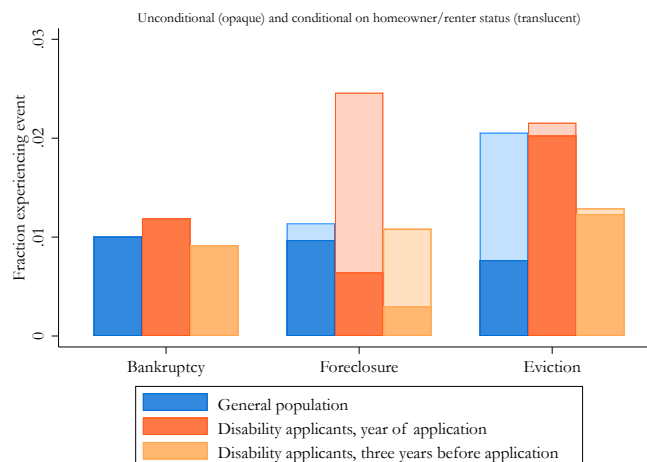 Unconditional (opaque) and conditional on homeowner/renter status (translucent)
Fraction experiencing event
.03
.02
.01
0
Bankruptcy Foreclosure Eviction
General population
Disability applicants, year of application
Disability applicants, three years before application